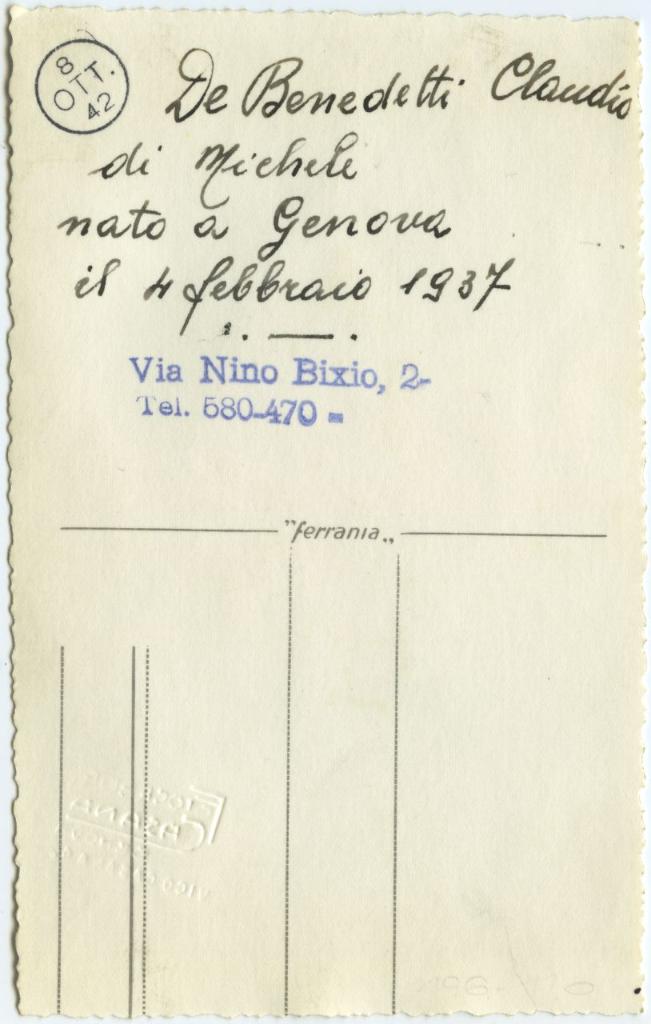 8
OTT.
42
De Benedetti Claudio
di Michele
nato a Genova
il 4 febbraio 1937
Via Nino Bixio, 2-
Tel. 580-470 =
"ferrania"
CASANA